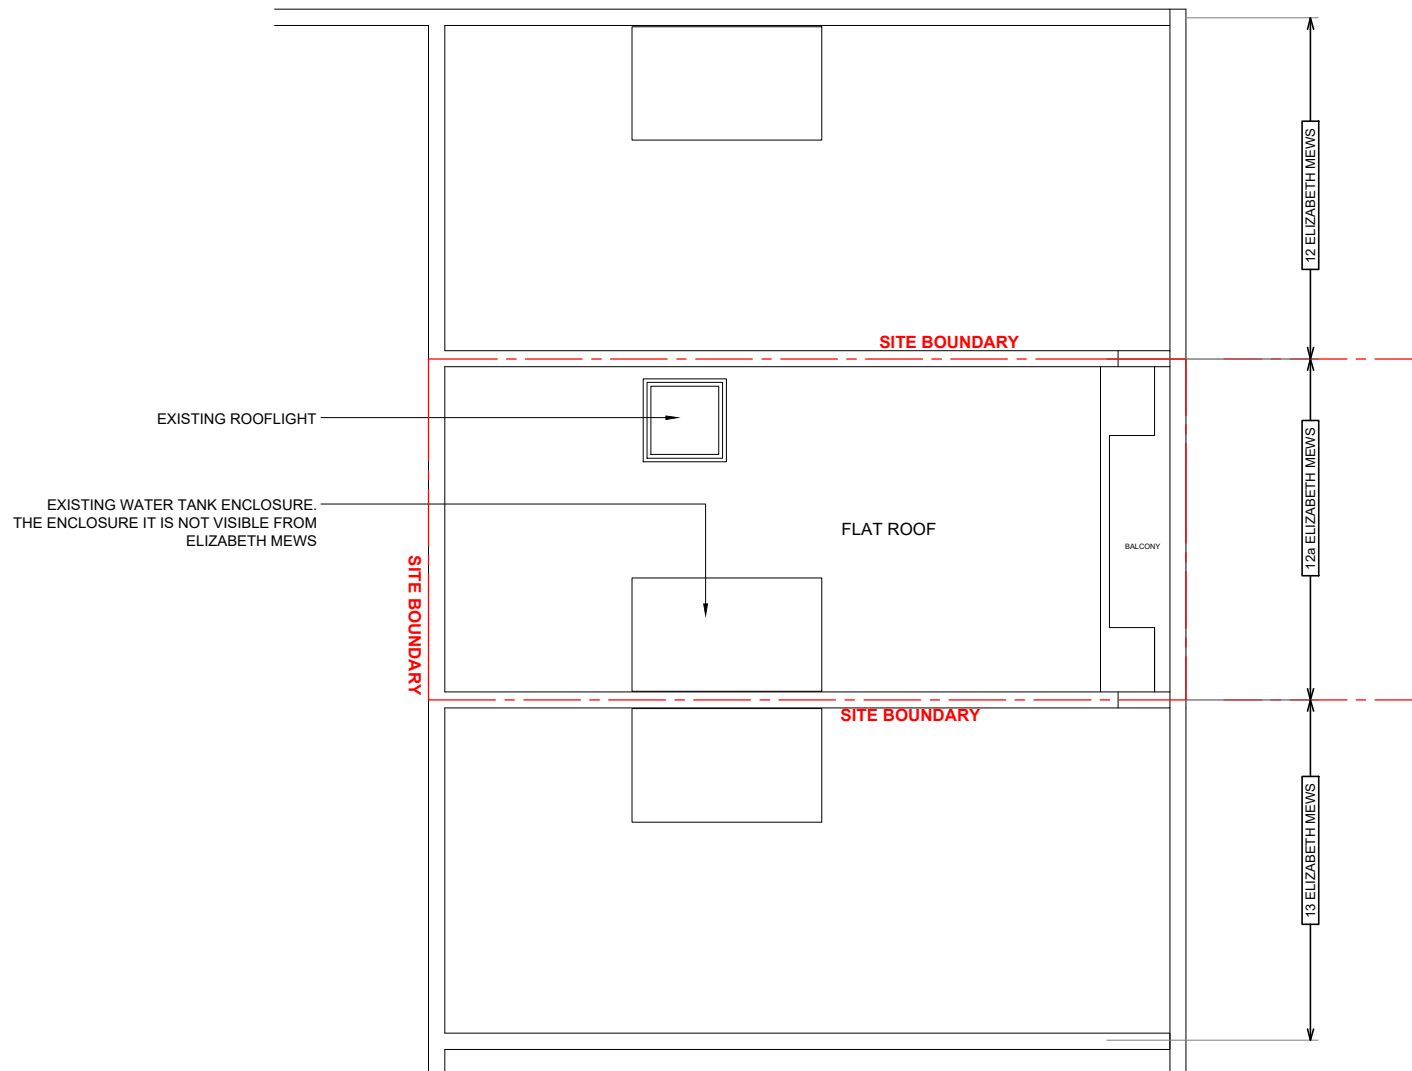 12 ELIZABETH MEWS
SITE BOUNDARY
EXISTING ROOFLIGHT
EXISTING WATER TANK ENCLOSURE.
THE ENCLOSURE IT IS NOT VISIBLE FROM
ELIZABETH MEWS
FLAT ROOF
BALCONY
12a ELIZABETH MEWS
SITE BOUNDARY
SITE BOUNDARY
13 ELIZABETH MEWS